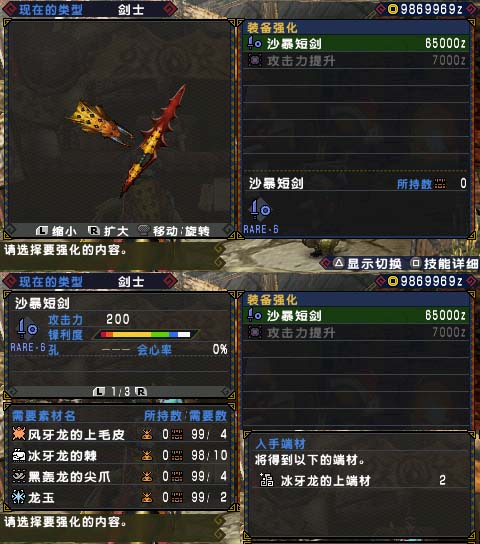 现在的类型 剑士
9869969z
装备强化
沙暴短剑 65000z
攻击力提升 7000z
沙暴短剑 所持数 0
RARE-6
L 缩小 R 扩大 移动/旋转
请选择要强化的内容。
△显示切换 □技能详细
现在的类型 剑士
9869969z
沙暴短剑
攻击力 200
锋利度
RARE-6
孔 --- 会心率 0%
L 1/3 R
需要素材名 所持数/需要数
风牙龙的上毛皮 0 99/ 4
冰牙龙的棘 0 98/10
黑轰龙的尖爪 0 99/ 4
龙玉 0 99/ 2
请选择要强化的内容。
装备强化
沙暴短剑 65000z
攻击力提升 7000z
入手端材
将得到以下的端材。
冰牙龙的上端材 2